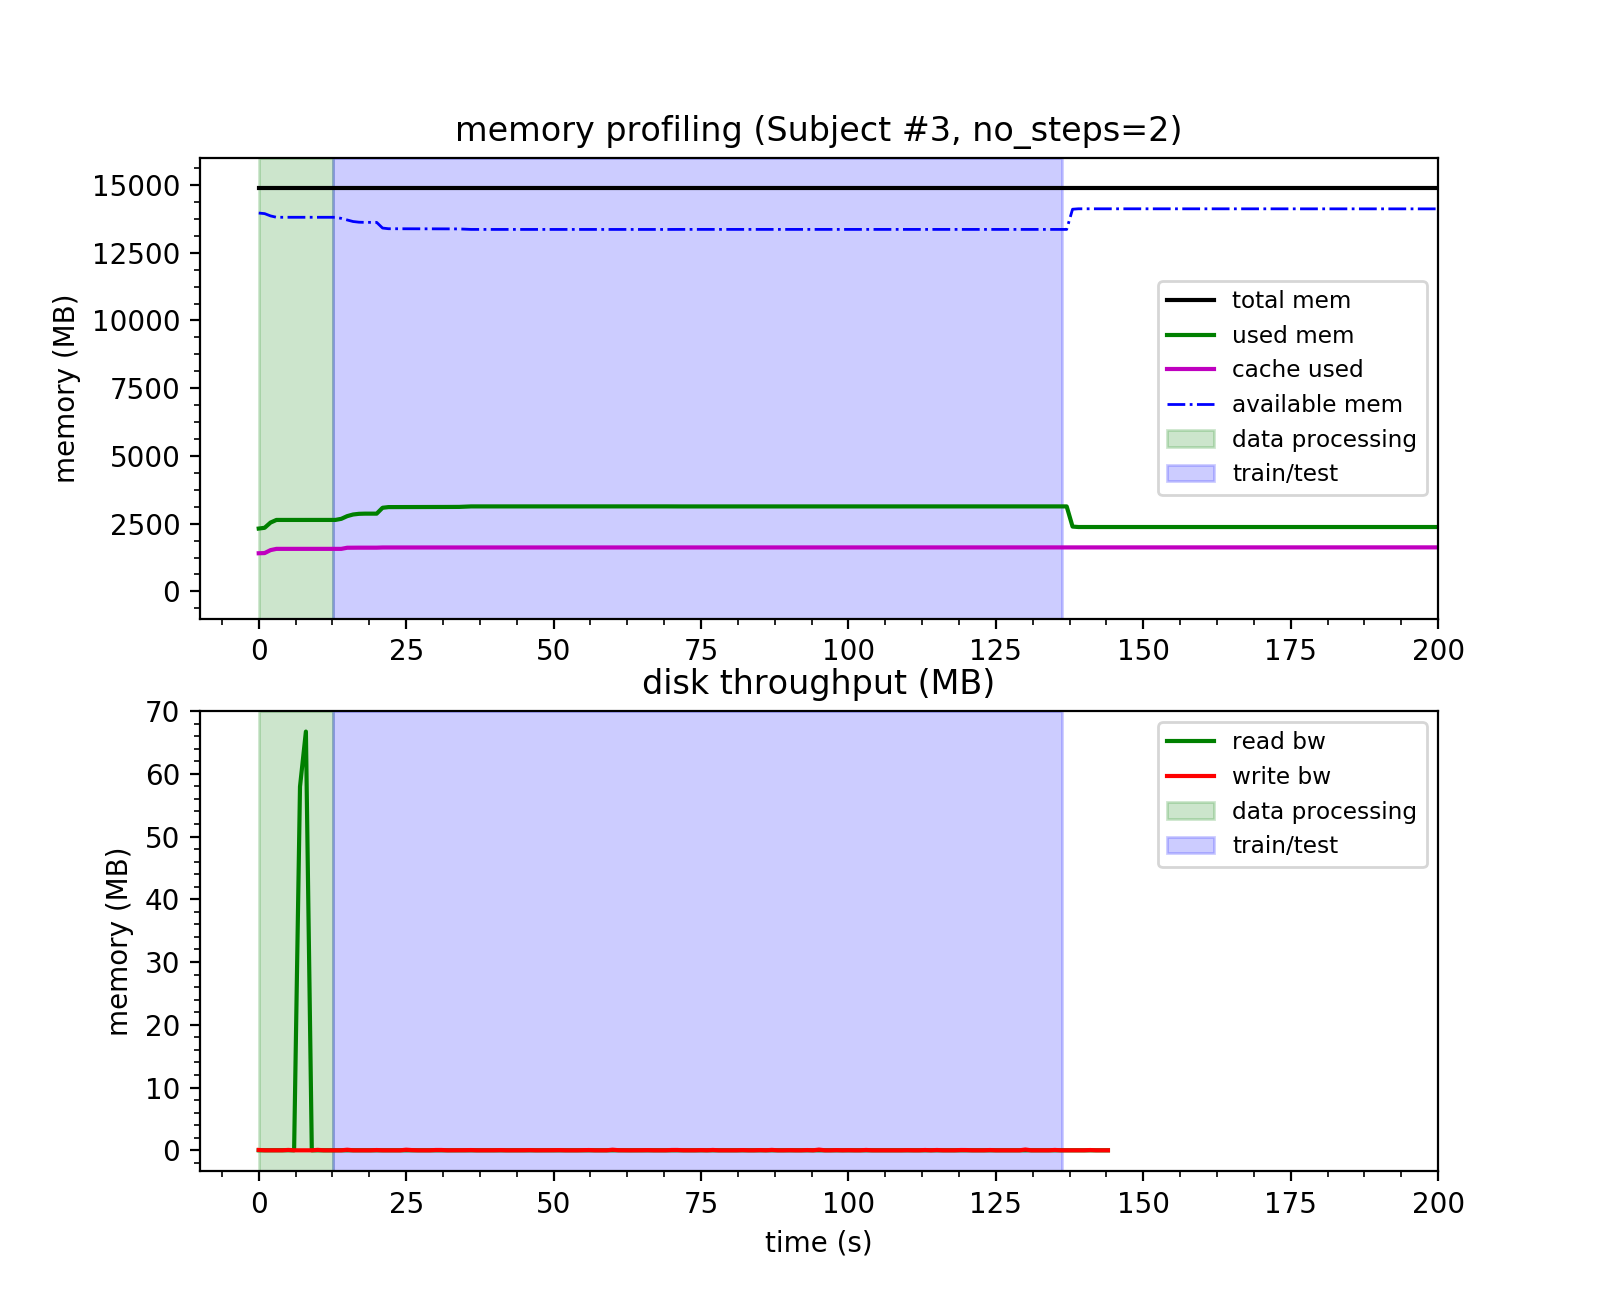 memory profiling (Subject #3, no_steps=2)
memory (MB)
15000
12500
10000
7500
5000
2500
0
total mem
used mem
cache used
available mem
data processing
train/test
0 25 50 75 100 125 150 175 200
disk throughput (MB)
memory (MB)
70
60
50
40
30
20
10
0
read bw
write bw
data processing
train/test
0 25 50 75 100 125 150 175 200
time (s)